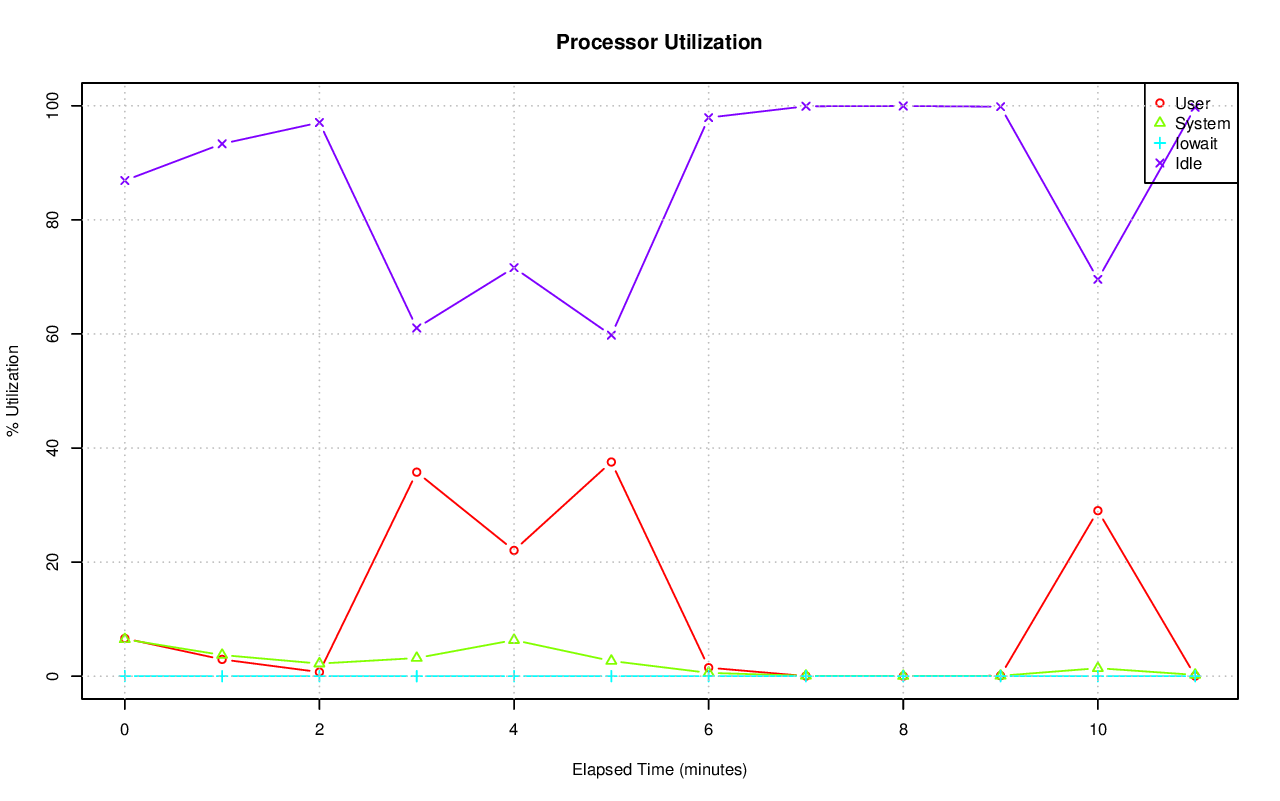 Processor Utilization
% Utilization
100
80
60
40
20
0
User
System
Iowait
Idle
0 2 4 6 8 10
Elapsed Time (minutes)